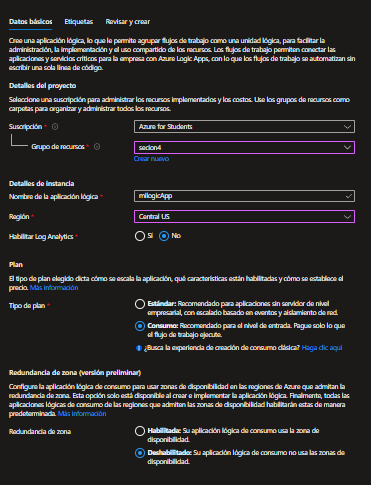 Datos básicos Etiquetas Revisar y crear
Cree una aplicación lógica, lo que le permite agrupar flujos de trabajo como una unidad lógica, para facilitar la
administración, la implementación y el uso compartido de los recursos. Los flujos de trabajo permiten conectar las
aplicaciones y servicios críticos para la empresa con Azure Logic Apps, con lo que los flujos de trabajo se automatizan sin
escribir una sola línea de código.
Detalles del proyecto
Seleccione una suscripción para administrar los recursos implementados y los costos. Use los grupos de recursos como
carpetas para organizar y administrar todos los recursos.
Suscripción * Azure for Students
Grupo de recursos * secion4
Crear nuevo
Detalles de instancia
Nombre de la aplicación lógica * milogicApp
Región * Central US
Habilitar Log Analytics * Sí No
Plan
El tipo de plan elegido dicta cómo se escala la aplicación, qué características están habilitadas y cómo se establece el
precio. Más información
Tipo de plan * Estándar: Recomendado para aplicaciones sin servidor de nivel
empresarial, con escalado basado en eventos y aislamiento de red.
Consumo: Recomendado para el nivel de entrada. Pague solo lo que
el flujo de trabajo ejecute.
¿Busca la experiencia de creación de consumo clásica? Haga clic aquí
Redundancia de zona (versión preliminar)
Configure la aplicación lógica de consumo para usar zonas de disponibilidad en las regiones de Azure que admitan la
redundancia de zona. Esta opción solo está disponible al crear e implementar la aplicación lógica. Finalmente, todas las
aplicaciones lógicas de consumo de las regiones que admiten las zonas de disponibilidad habilitarán estas de manera
predeterminada. Más información
Redundancia de zona Habilitada: Su aplicación lógica de consumo usa la zona de
disponibilidad.
Deshabilitado: Su aplicación lógica de consumo no usa las zonas de
disponibilidad.